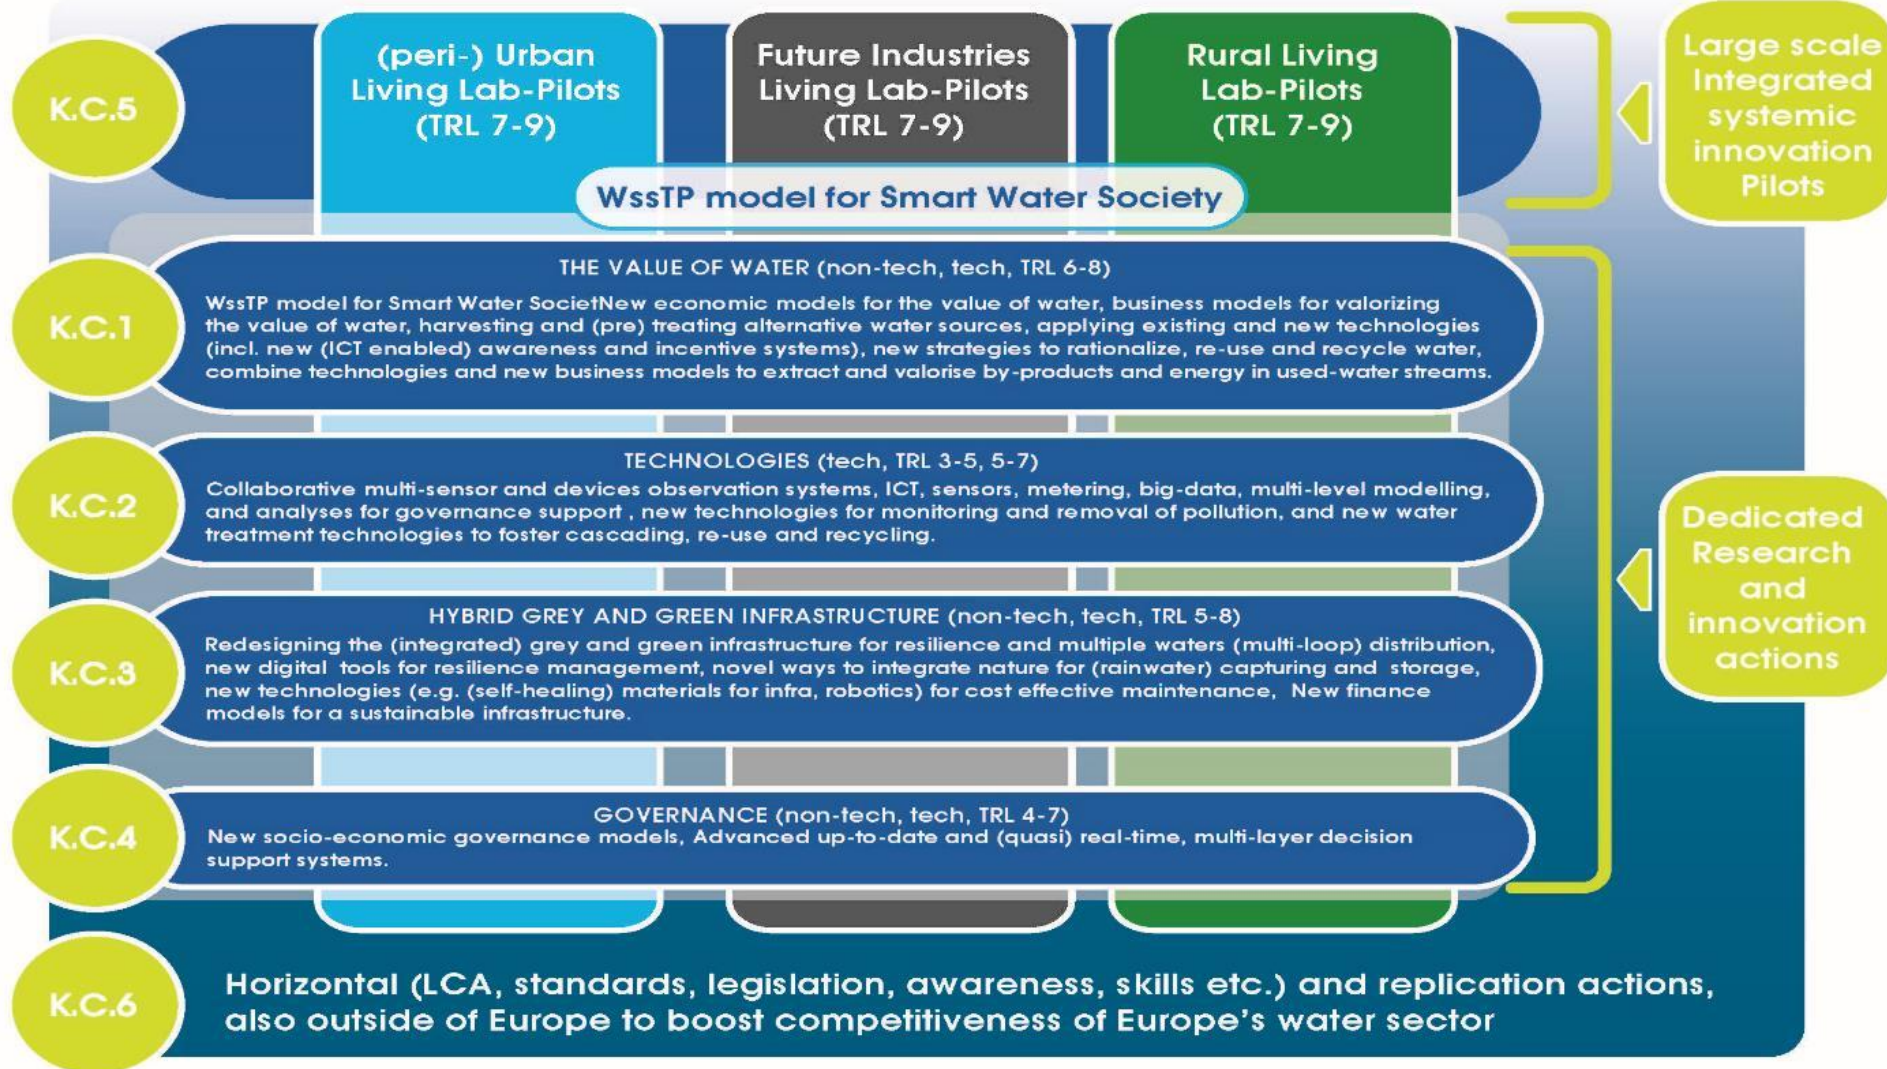 K.C.5
(peri-) Urban
Living Lab-Pilots
(TRL 7-9)
Future Industries
Living Lab-Pilots
(TRL 7-9)
Rural Living
Lab-Pilots
(TRL 7-9)
Large scale
Integrated
systemic
innovation
Pilots
WssTP model for Smart Water Society
K.C.1
THE VALUE OF WATER (non-tech, tech, TRL 6-8)
WssTP model for Smart Water SocietNew economic models for the value of water, business models for valorizing
the value of water, harvesting and (pre) treating alternative water sources, applying existing and new technologies
(incl. new (ICT enabled) awareness and incentive systems), new strategies to rationalize, re-use and recycle water,
combine technologies and new business models to extract and valorise by-products and energy in used-water streams.
K.C.2
TECHNOLOGIES (tech, TRL 3-5, 5-7)
Collaborative multi-sensor and devices observation systems, ICT, sensors, metering, big-data, multi-level modelling,
and analyses for governance support , new technologies for monitoring and removal of pollution, and new water
treatment technologies to foster cascading, re-use and recycling.
Dedicated
Research
and
innovation
actions
K.C.3
HYBRID GREY AND GREEN INFRASTRUCTURE (non-tech, tech, TRL 5-8)
Redesigning the (integrated) grey and green infrastructure for resilience and multiple waters (multi-loop) distribution,
new digital tools for resilience management, novel ways to integrate nature for (rainwater) capturing and storage,
new technologies (e.g. (self-healing) materials for infra, robotics) for cost effective maintenance, New finance
models for a sustainable infrastructure.
K.C.4
GOVERNANCE (non-tech, tech, TRL 4-7)
New socio-economic governance models, Advanced up-to-date and (quasi) real-time, multi-layer decision
support systems.
K.C.6
Horizontal (LCA, standards, legislation, awareness, skills etc.) and replication actions,
also outside of Europe to boost competitiveness of Europe's water sector